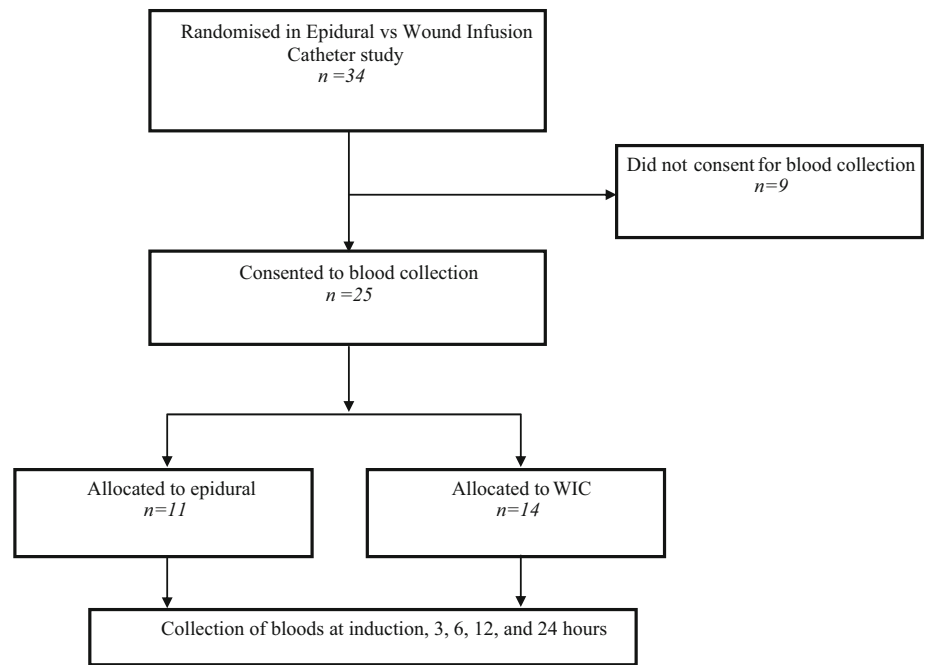 Randomised in Epidural vs Wound Infusion
Catheter study
n =34
Did not consent for blood collection
n=9
Consented to blood collection
n =25
Allocated to epidural
n=11
Allocated to WIC
n=14
Collection of bloods at induction, 3, 6, 12, and 24 hours